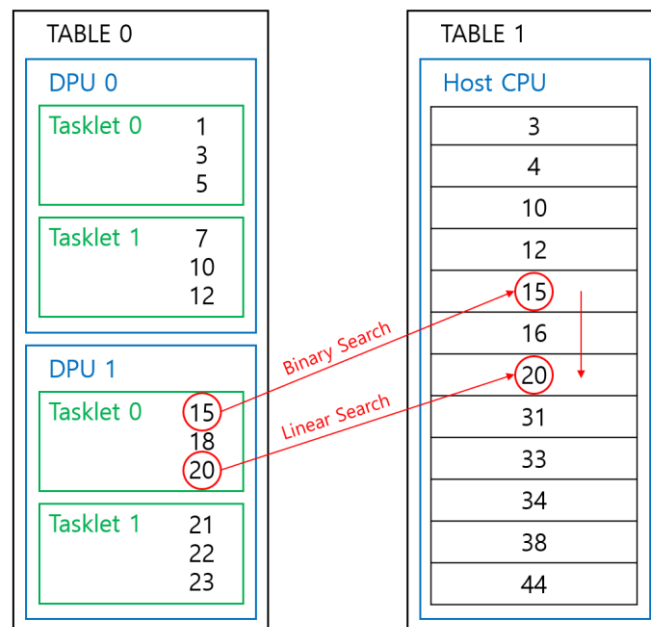 TABLE 0
DPU 0
Tasklet 0
1
3
5
Tasklet 1
7
10
12
DPU 1
Tasklet 0
15
18
20
Tasklet 1
21
22
23
Binary Search
Linear Search
TABLE 1
Host CPU
3
4
10
12
15
16
20
31
33
34
38
44